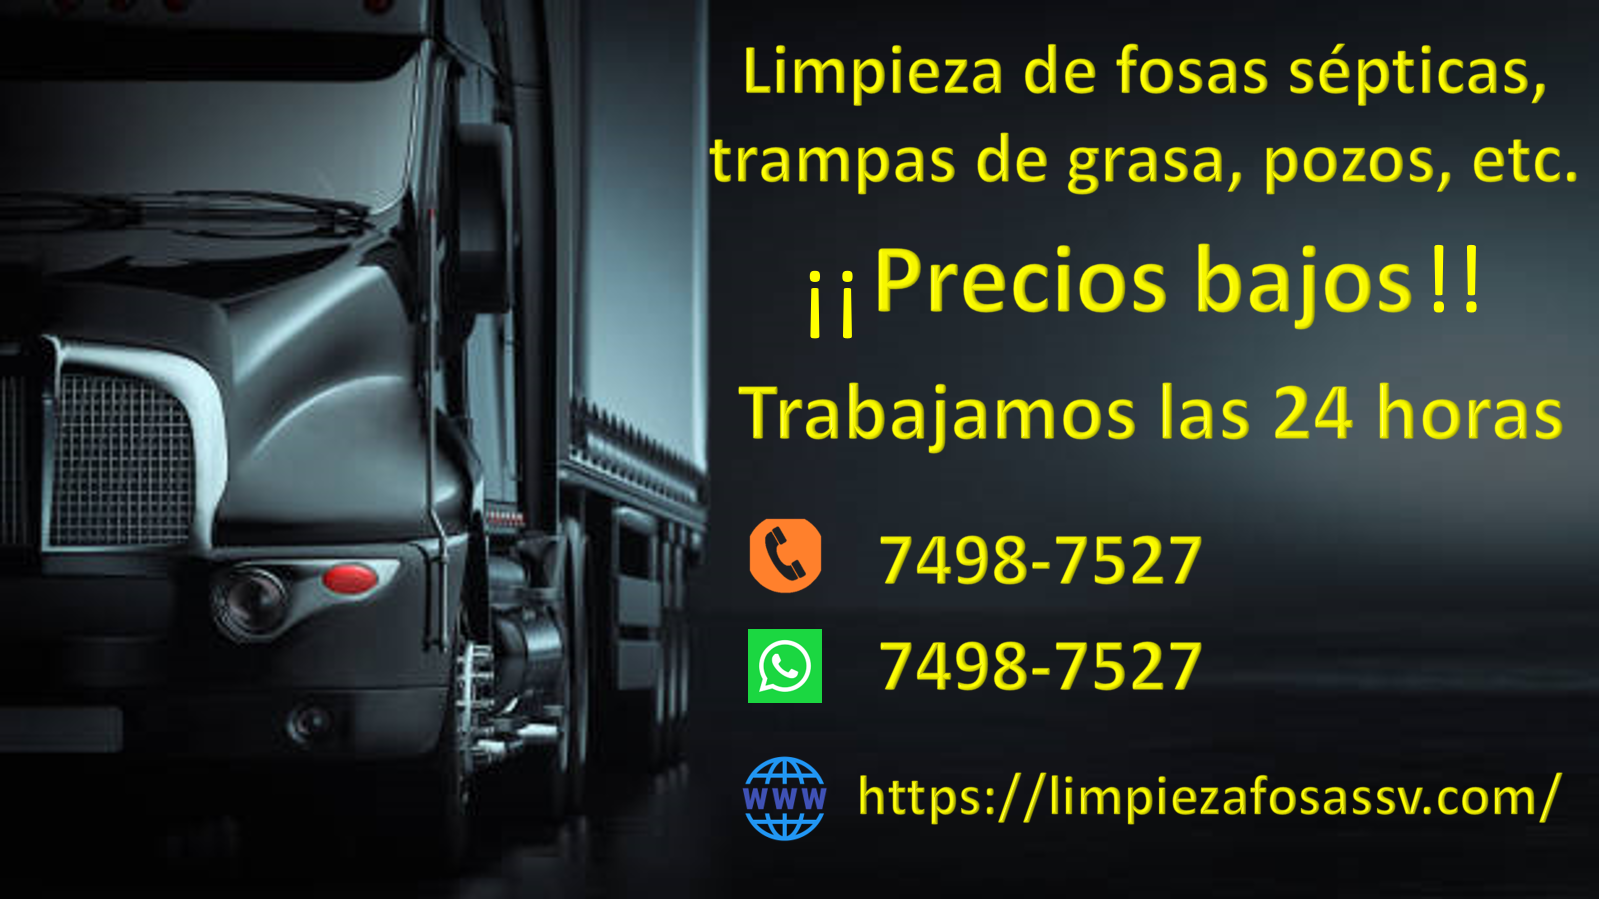 Limpieza de fosas sépticas,
trampas de grasa, pozos, etc.
¡¡Precios bajos!!
Trabajamos las 24 horas
7498-7527
7498-7527
WWW https://limpiezafosassv.com/